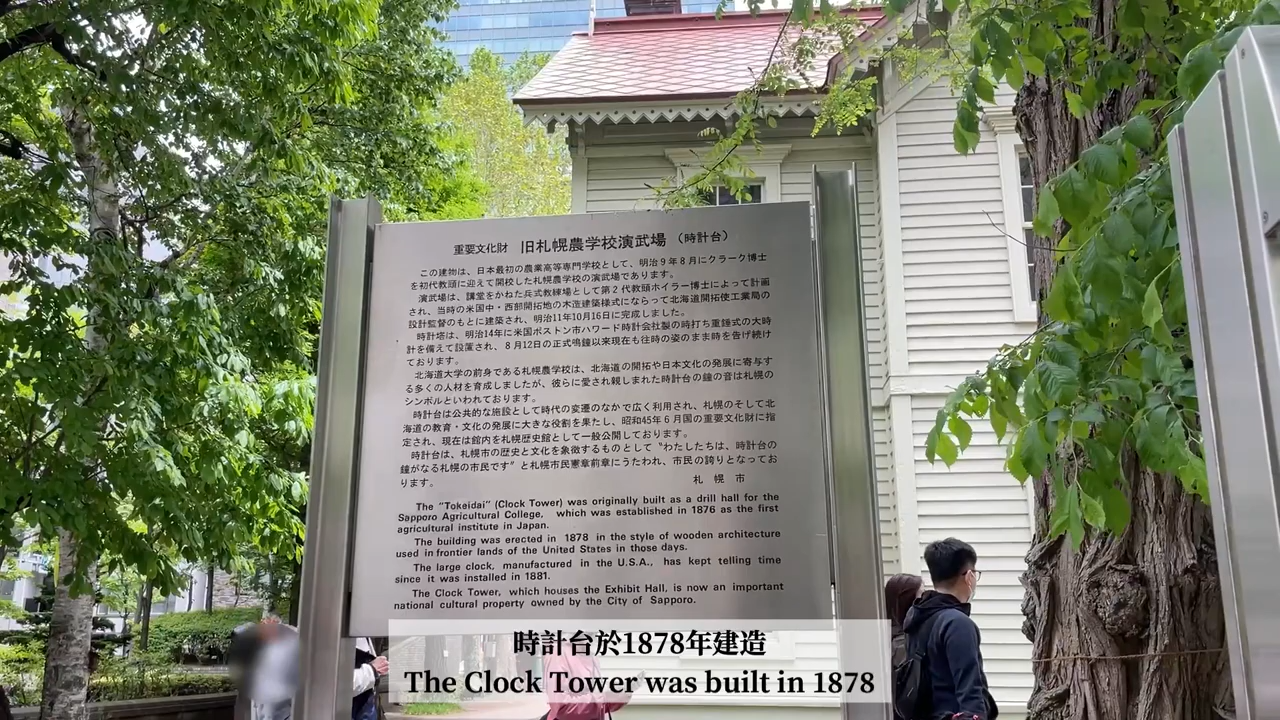 重要文化財 旧札幌農学校演武場 (時計台)
この建物は、日本最初の農業高等専門学校として、明治9年8月にクラーク博士
を初代教頭に迎えて開校した札幌農学校の演武場であります。
演武場は、講堂をかねた兵式教練場として第2代教頭ホイラー博士によって計画
され、当時の米国中・西部開拓地の木造建築様式にならって北海道開拓使工業局の
設計監督のもとに建築され、明治11年10月16日に完成しました。
時計塔は、明治14年に米国ボストン市ハワード時計会社製の時打ち重錘式の大時
計を備えて設置され、8月12日の正式鳴鐘以来現在も往時の姿のまま時を告げ続け
ております。
北海道大学の前身である札幌農学校は、北海道の開拓や日本文化の発展に寄与す
る多くの人材を育成しましたが、彼らに愛され親しまれた時計台の鐘の音は札幌の
シンボルといわれております。
時計台は公共的な施設として時代の変遷のなかで広く利用され、札幌のそして北
海道の教育・文化の発展に大きな役割を果たし、昭和45年6月国の重要文化財に指
定され、現在は館内を札幌歴史館として一般公開しております。
時計台は、札幌市の歴史と文化を象徴するものとして〝わたしたちは、時計台の
鐘がなる札幌の市民です〟と札幌市民憲章前章にうたわれ、市民の誇りとなってお
ります。
札 幌 市
The "Tokeidai" (Clock Tower) was originally built as a drill hall for the
Sapporo Agricultural College, which was established in 1876 as the first
agricultural institute in Japan.
The building was erected in 1878 in the style of wooden architecture
used in frontier lands of the United States in those days.
The large clock, manufactured in the U.S.A., has kept telling time
since it was installed in 1881.
The Clock Tower, which houses the Exhibit Hall, is now an important
national cultural property owned by the City of Sapporo.
時計台於1878年建造
The Clock Tower was built in 1878